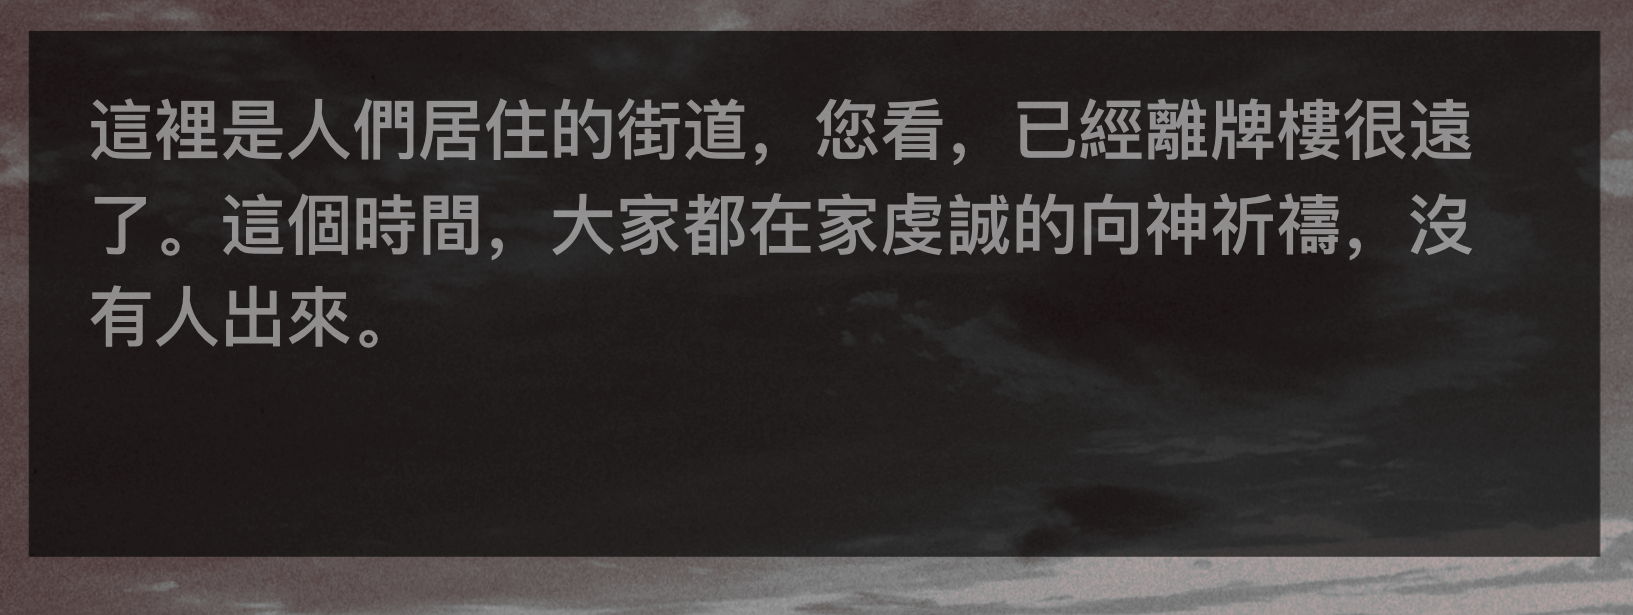 這裡是人們居住的街道，您看，已經離牌樓很遠
了。這個時間，大家都在家虔誠的向神祈禱，沒
有人出來。